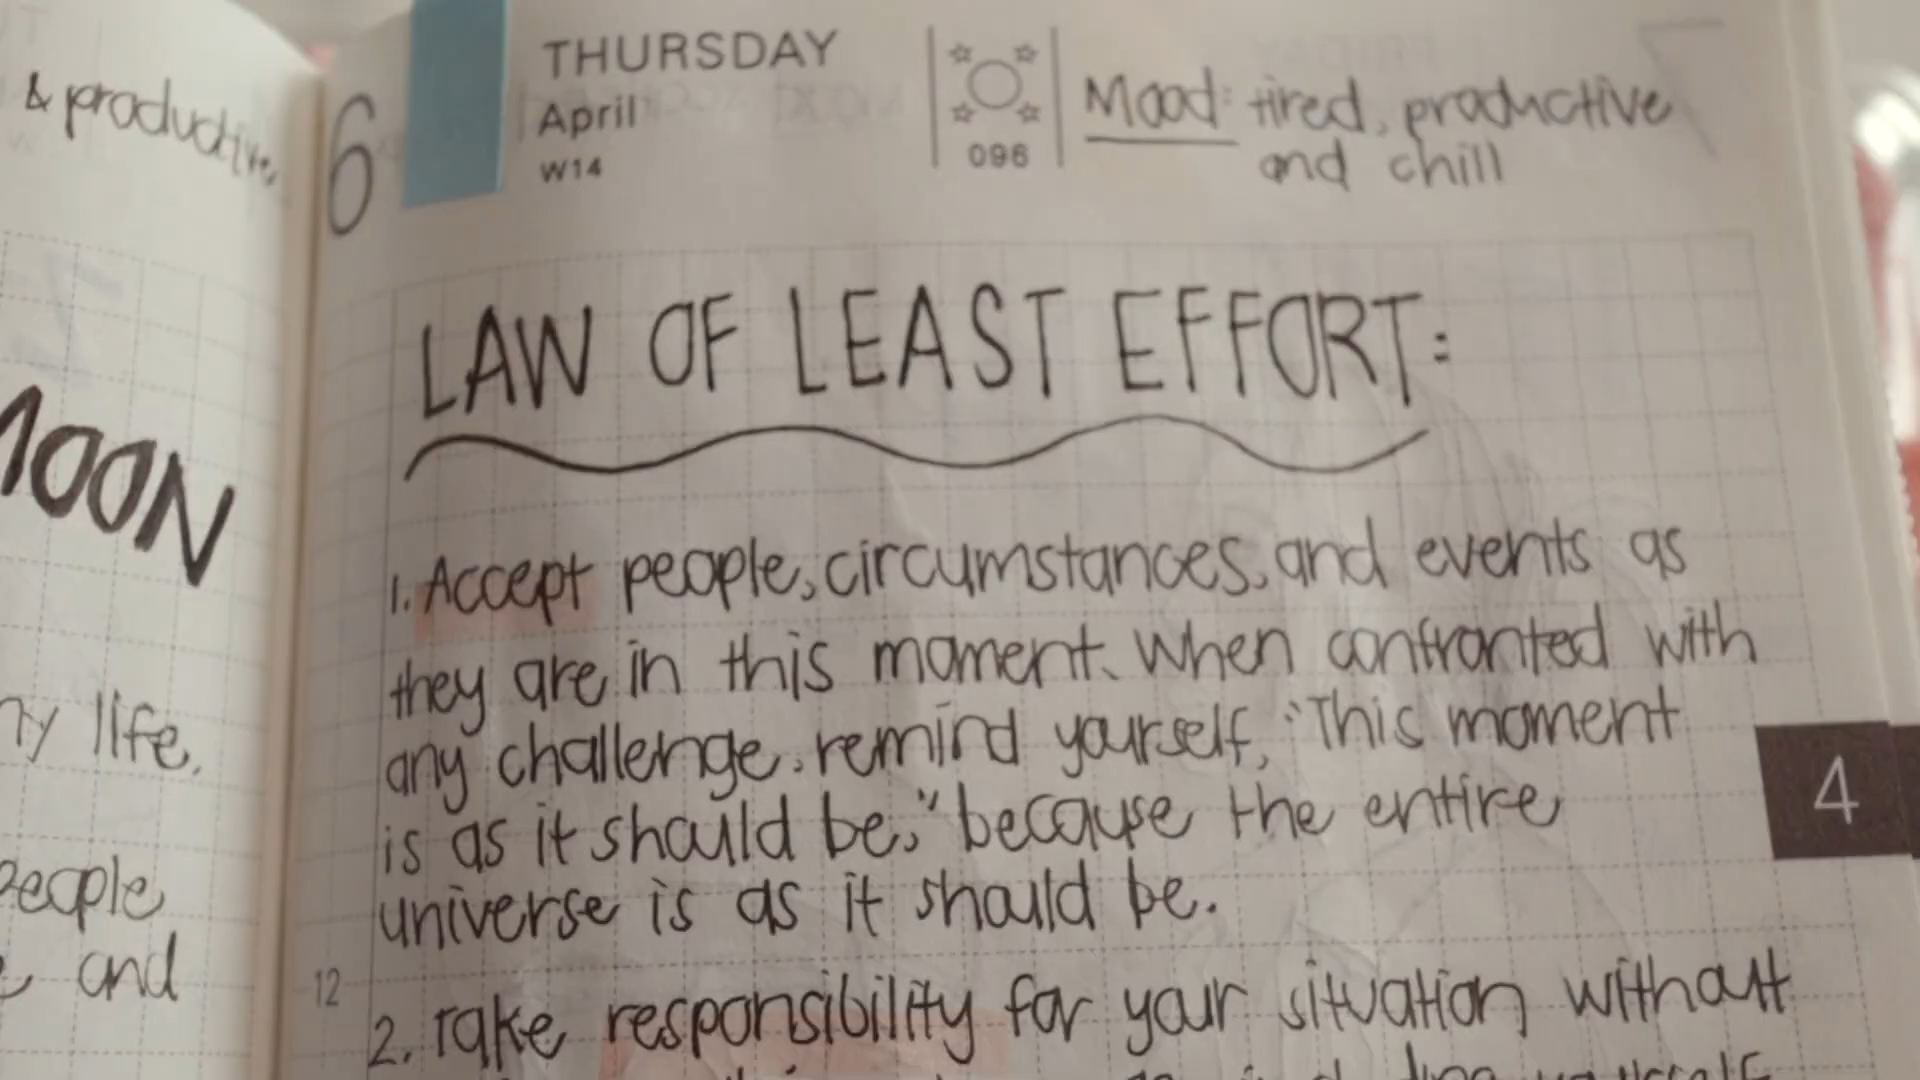 & productive
MOON
my life.
People
and
6
THURSDAY
April
W14
096
Mood: tired, productive
and chill
LAW OF LEAST EFFORT:
1. Accept people, circumstances, and events as
they are in this moment. When confronted with
any challenge, remind yourself, "This moment
is as it should be," because the entire
universe is as it should be.
4
12
2. Take responsibility for your situation without
yourself